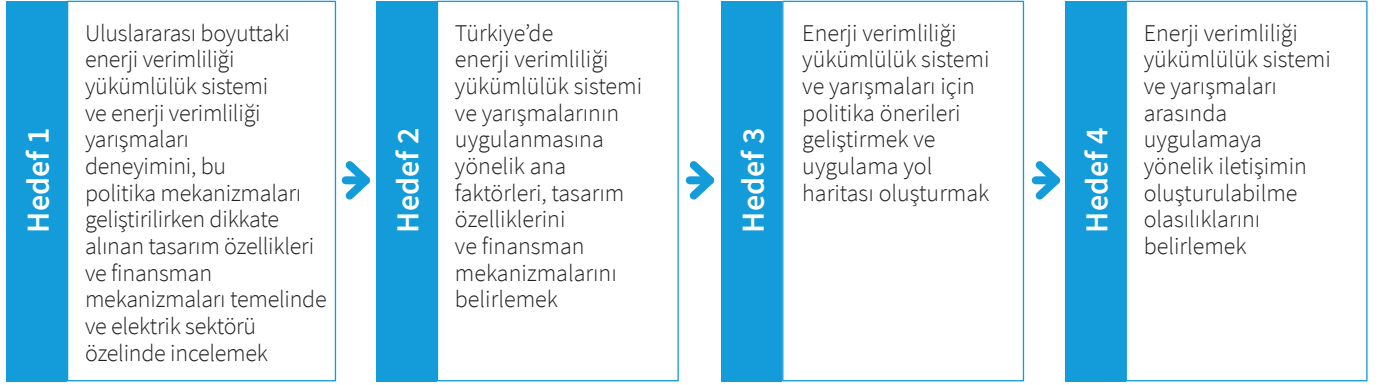 Hedef 1
Uluslararası boyuttaki
enerji verimliliği
yükümlülük sistemi
ve enerji verimliliği
yarışmaları
deneyimini, bu
politika mekanizmaları
geliştirilirken dikkate
alınan tasarım özellikleri
ve finansman
mekanizmaları temelinde
ve elektrik sektörü
özelinde incelemek
Hedef 2
Türkiye’de
enerji verimliliği
yükümlülük sistemi
ve yarışmalarının
uygulanmasına
yönelik ana
faktörleri, tasarım
özelliklerini
ve finansman
mekanizmalarını
belirlemek
Hedef 3
Enerji verimliliği
yükümlülük sistemi
ve yarışmaları için
politika önerileri
geliştirmek ve
uygulama yol
haritası oluşturmak
Hedef 4
Enerji verimliliği
yükümlülük sistemi
ve yarışmaları
arasında
uygulamaya
yönelik iletişimin
oluşturulabilme
olasılıklarını
belirlemek